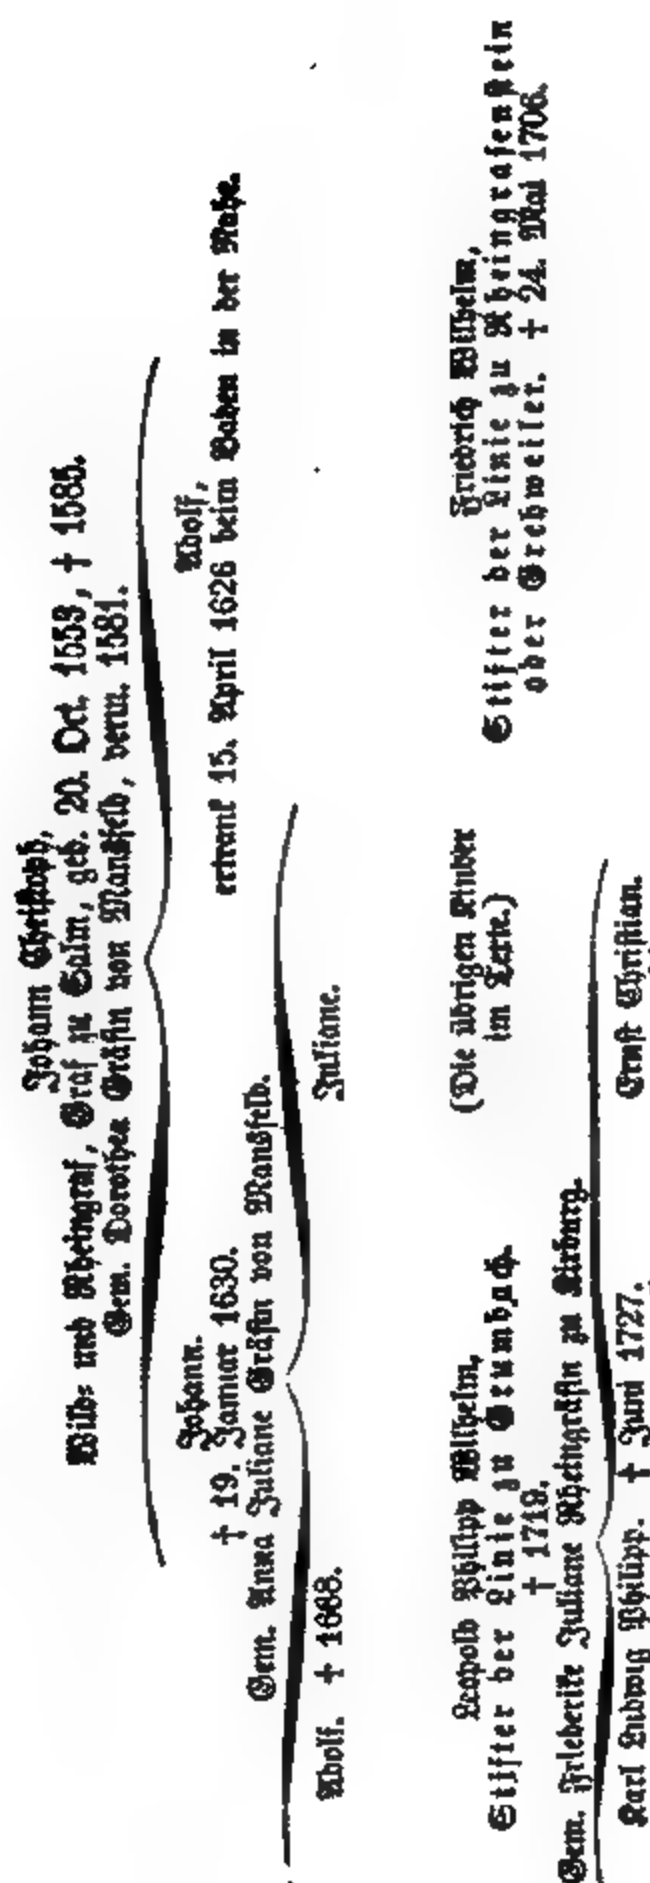 Johann Christoph,
Wild- und Rheingraf, Graf zu Salm, geb. 20. Oct. 1559, † 1585.
Gem. Dorothea Gräfin von Mansfeld, verm. 1581.
Johann.
† 19. Januar 1630.
Gem. Anna Juliane Gräfin von Mansfeld.
Adolf,
ertrank 15. April 1626 beim Baden in der Nahe.
Adolf. † 1668.
Juliane.
Leopold Philipp Wilhelm,
Stifter der Linie zu Grumbach.
† 1719.
Gem. Friederike Juliane Rheingräfin zu Kirburg.
(Die übrigen Kinder
im Texte.)
Friedrich Wilhelm,
Stifter der Linie zu Rheingrafenstein
oder Grehweiler. † 24. Mai 1706.
Karl Ludwig Philipp. † Juni 1727.
Ernst Christian.